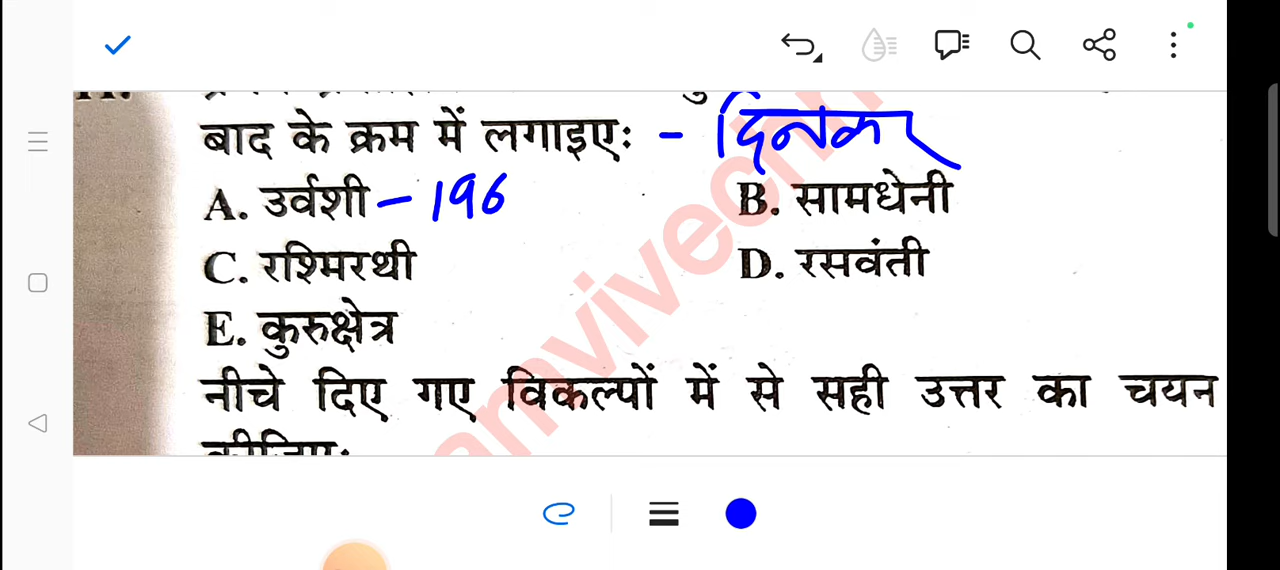 बाद के क्रम में लगाइएः - दिनकर
A. उर्वशी - 196 B. सामधेनी
C. रश्मिरथी D. रसवंती
E. कुरुक्षेत्र
नीचे दिए गए विकल्पों में से सही उत्तर का चयन
कीजिएः